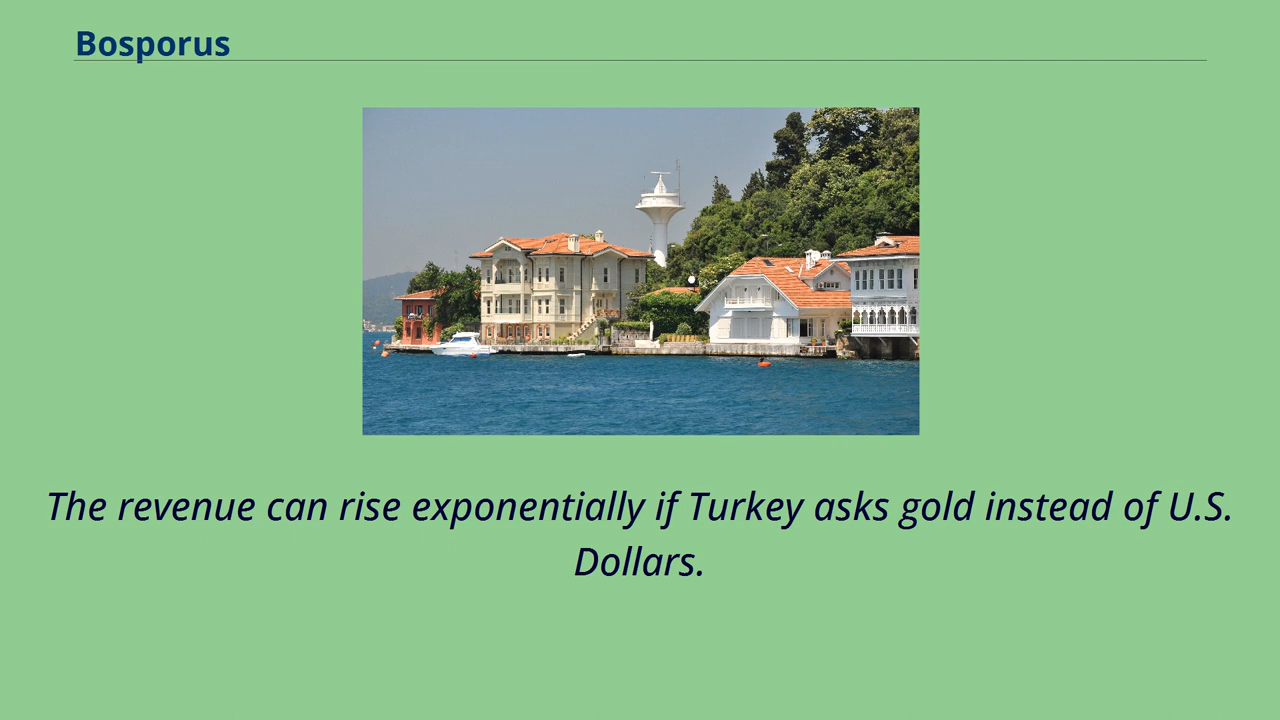 Bosporus
The revenue can rise exponentially if Turkey asks gold instead of U.S.
Dollars.